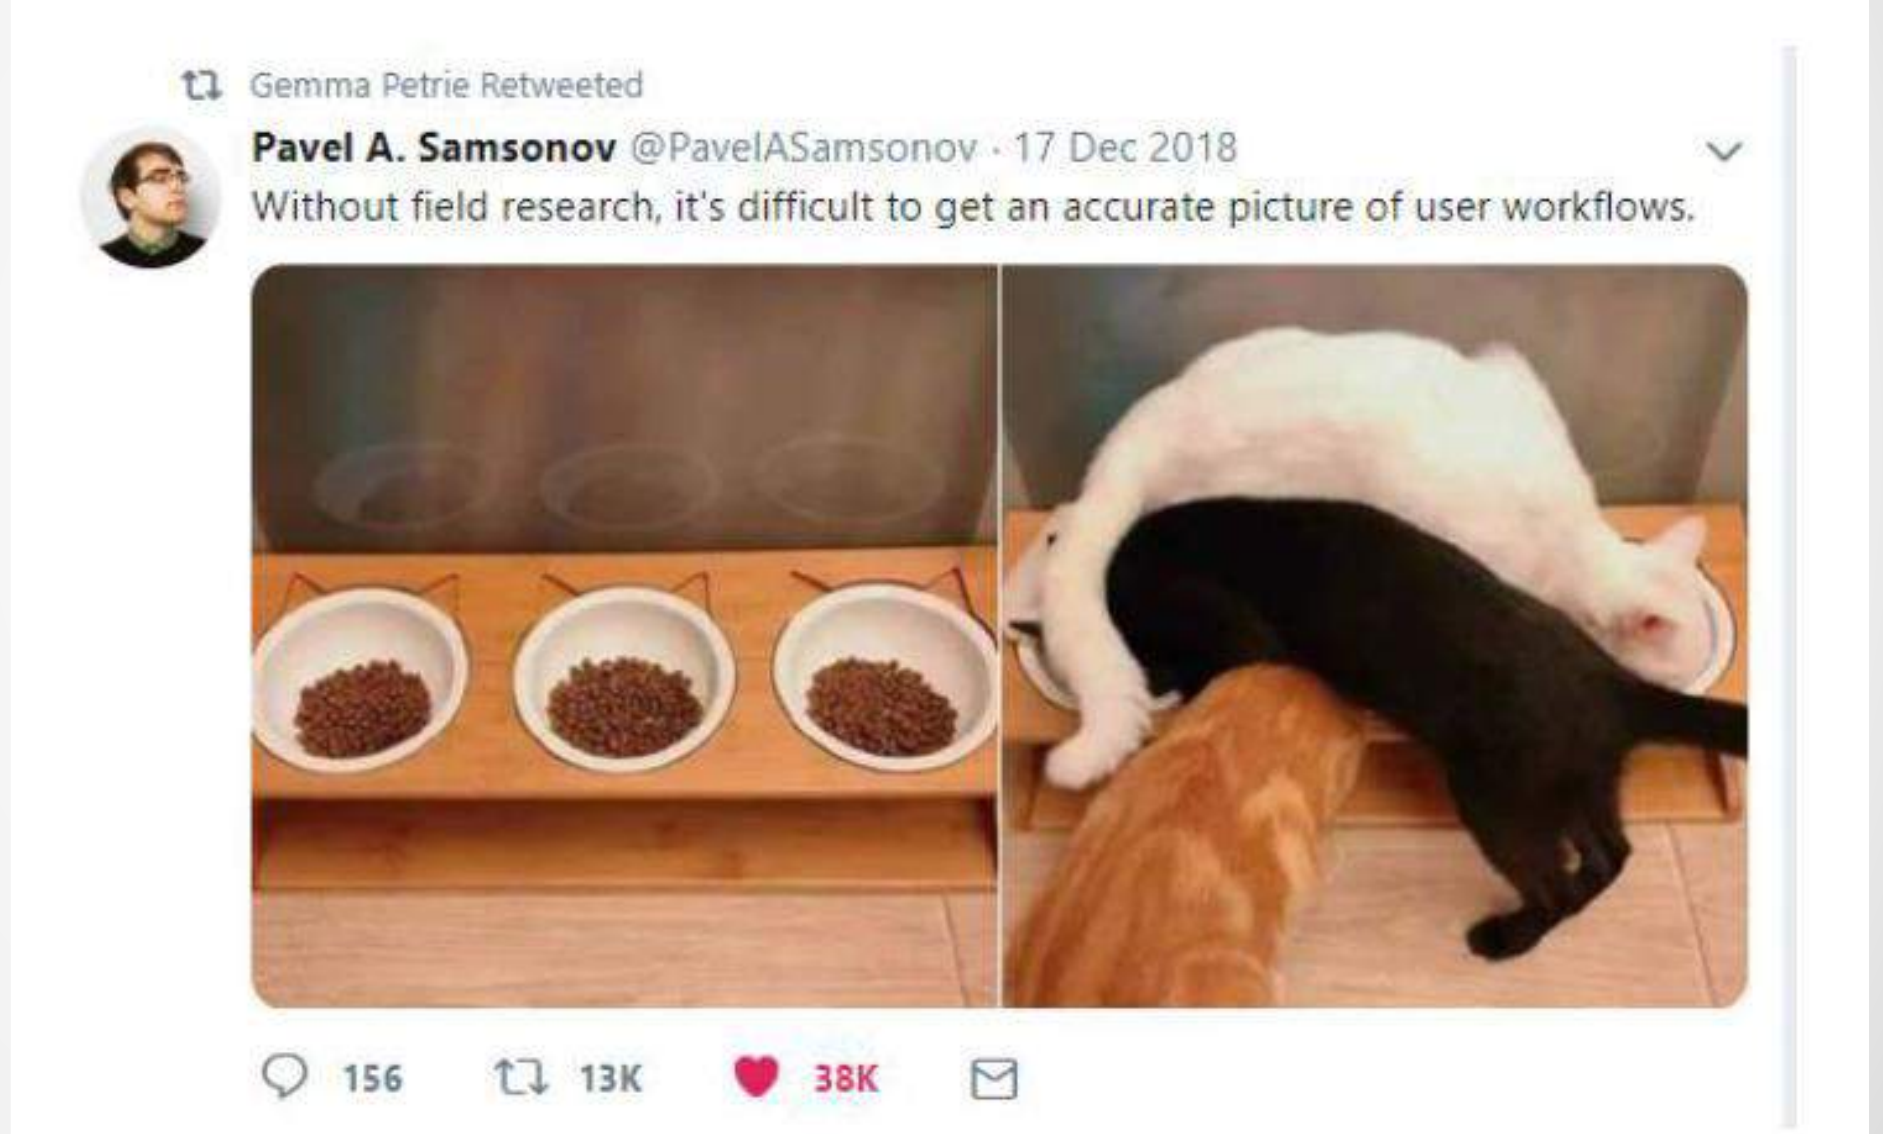 Gemma Petrie Retweeted
Pavel A. Samsonov @PavelASamsonov · 17 Dec 2018
Without field research, it's difficult to get an accurate picture of user workflows.
156 13K 38K